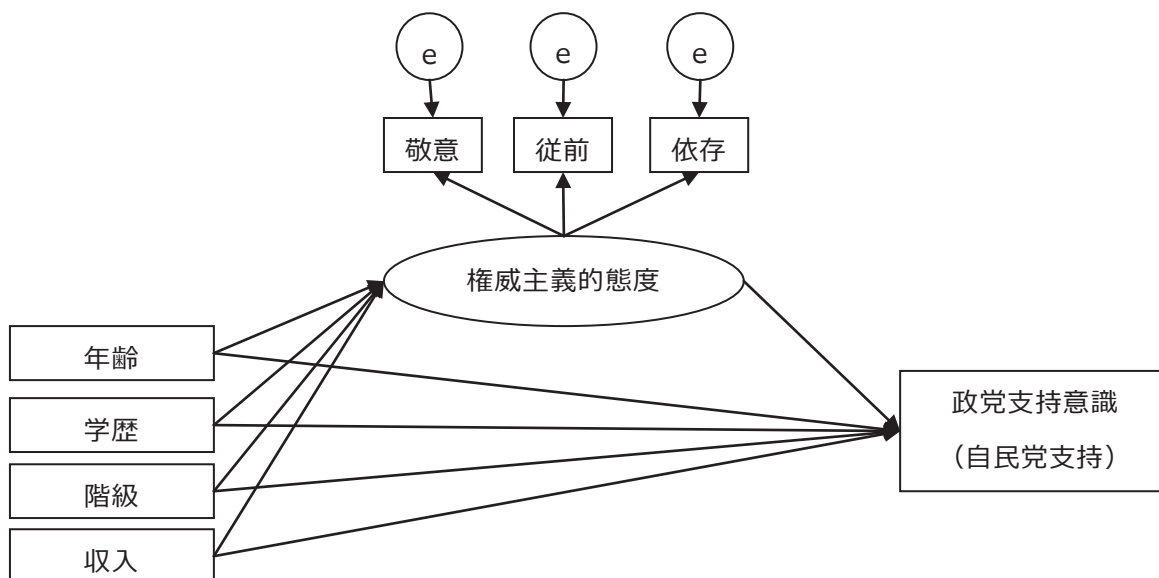 e
e
e
敬意
従前
依存
権威主義的態度
年齢
学歴
階級
収入
政党支持意識
（自民党支持）